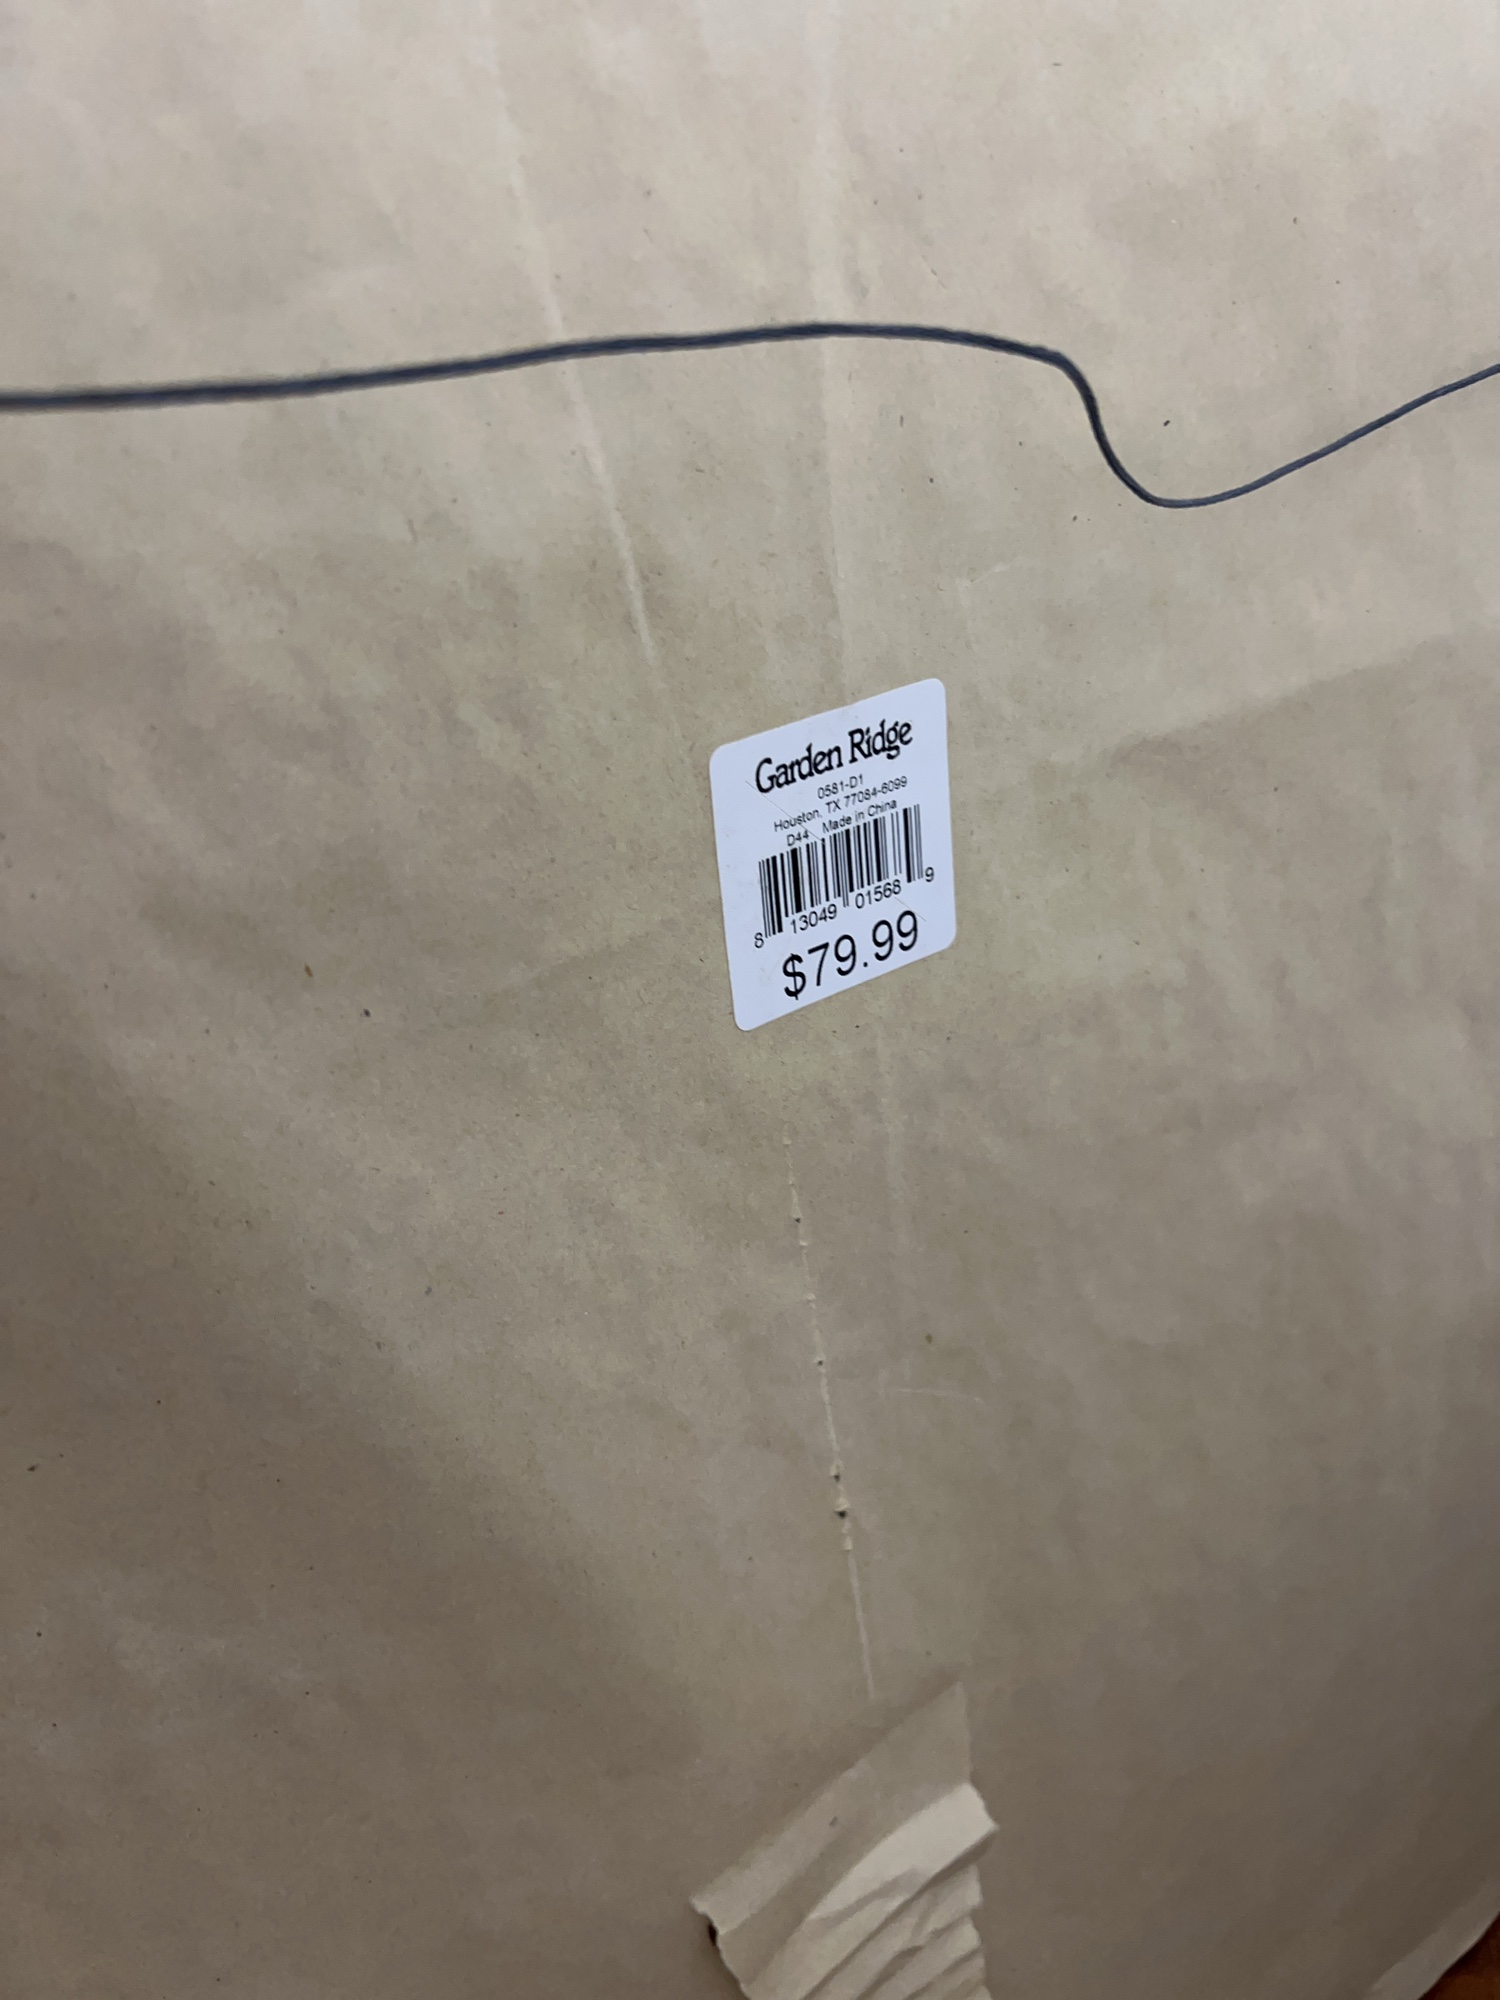 Garden Ridge
0581-D1
Houston, TX 77084-6099
D44 Made in China
8 13049 01568 9
$79.99